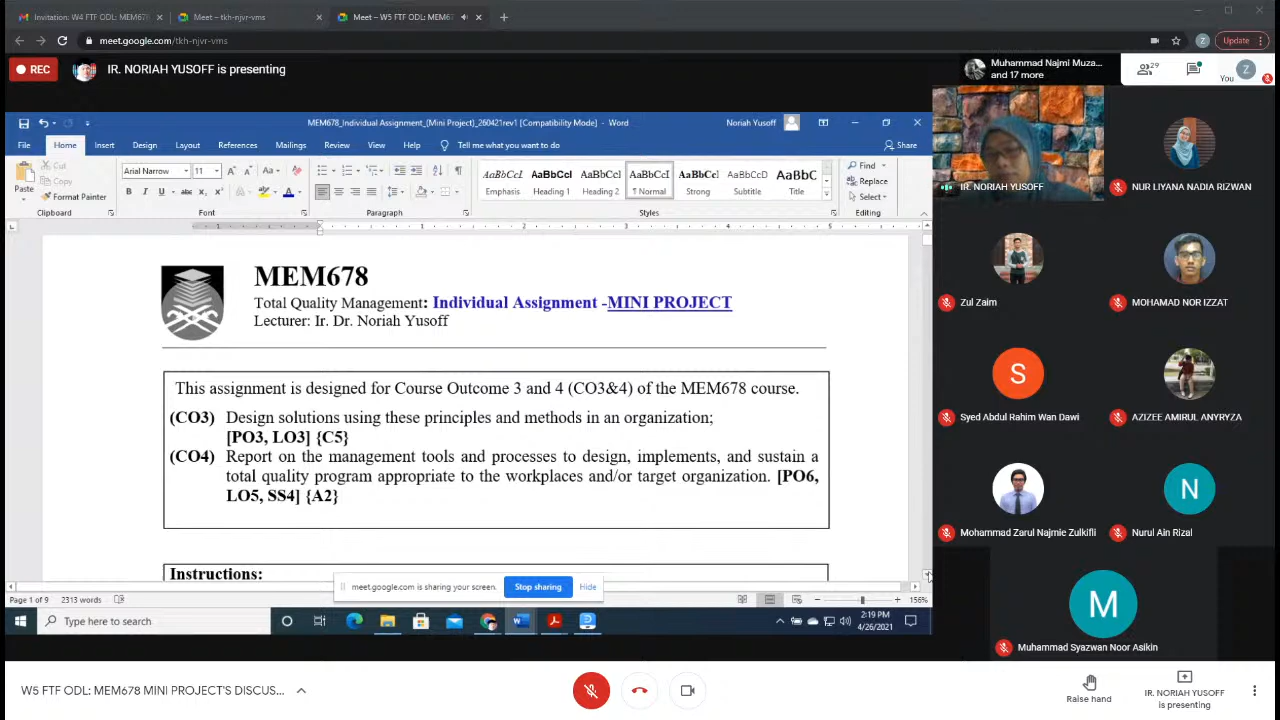 Invitation: W4 FTF ODL: MEM678
Meet – tkh-njvr-vms
Meet – W5 FTF ODL: MEM67
meet.google.com/tkh-njvr-vms
Z
Update
REC
IR. NORIAH YUSOFF is presenting
Muhammad Najmi Muza...
and 17 more
29
You
Z
MEM678_Individual_Assignment_(Mini Project)_260421rev1 [Compatibility Mode] - Word
Noriah Yusoff
File
Home
Insert
Design
Layout
References
Mailings
Review
View
Help
Tell me what you want to do
Share
Paste
Cut
Copy
Format Painter
Arial Narrow
11
AaBbCcI
AaBbCcI
AaBbCcI
AaBbCcI
AaBbCc
AaBbCcD
AaBbC
Emphasis
Heading 1
Heading 2
¶ Normal
Strong
Subtitle
Title
Find
Replace
Select
Clipboard
Font
Paragraph
Styles
Editing
MEM678
Total Quality Management: Individual Assignment -MINI PROJECT
Lecturer: Ir. Dr. Noriah Yusoff
This assignment is designed for Course Outcome 3 and 4 (CO3&4) of the MEM678 course.
(CO3) Design solutions using these principles and methods in an organization;
[PO3, LO3] {C5}
(CO4) Report on the management tools and processes to design, implements, and sustain a
total quality program appropriate to the workplaces and/or target organization. [PO6,
LO5, SS4] {A2}
Instructions:
meet.google.com is sharing your screen.
Stop sharing
Hide
Page 1 of 9
2313 words
156%
Type here to search
2:19 PM
4/26/2021
IR. NORIAH YUSOFF
NUR LIYANA NADIA RIZWAN
Zul Zaim
MOHAMAD NOR IZZAT
S
Syed Abdul Rahim Wan Dawi
AZIZEE AMIRUL ANYRYZA
Mohammad Zarul Najmie Zulkifli
N
Nurul Ain Rizal
M
Muhammad Syazwan Noor Asikin
W5 FTF ODL: MEM678 MINI PROJECT'S DISCUS...
Raise hand
IR. NORIAH YUSOFF
is presenting